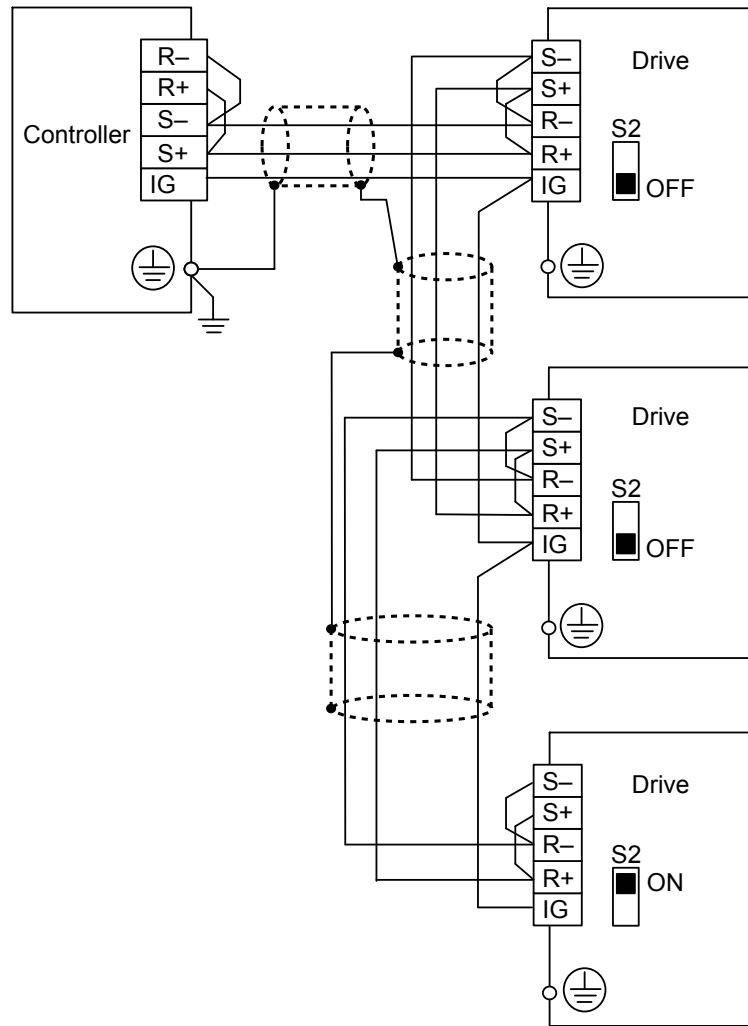 R–
R+
S–
S+
IG
Controller
S–
S+
R–
R+
IG
Drive
S2
OFF
S–
S+
R–
R+
IG
Drive
S2
OFF
S–
S+
R–
R+
IG
Drive
S2
ON